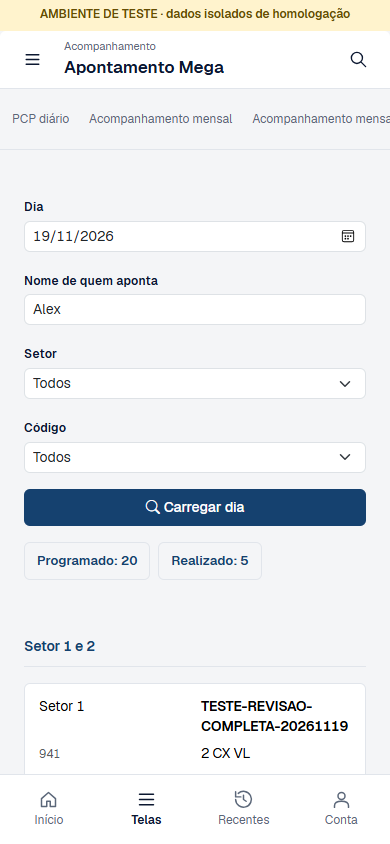 AMBIENTE DE TESTE · dados isolados de homologação
Acompanhamento
Apontamento Mega
PCP diário Acompanhamento mensal Acompanhamento mensa
Dia
19/11/2026
Nome de quem aponta
Alex
Setor
Todos
Código
Todos
Carregar dia
Programado: 20 Realizado: 5
Setor 1 e 2
Setor 1 TESTE-REVISAO-
COMPLETA-20261119
941 2 CX VL
Início Telas Recentes Conta